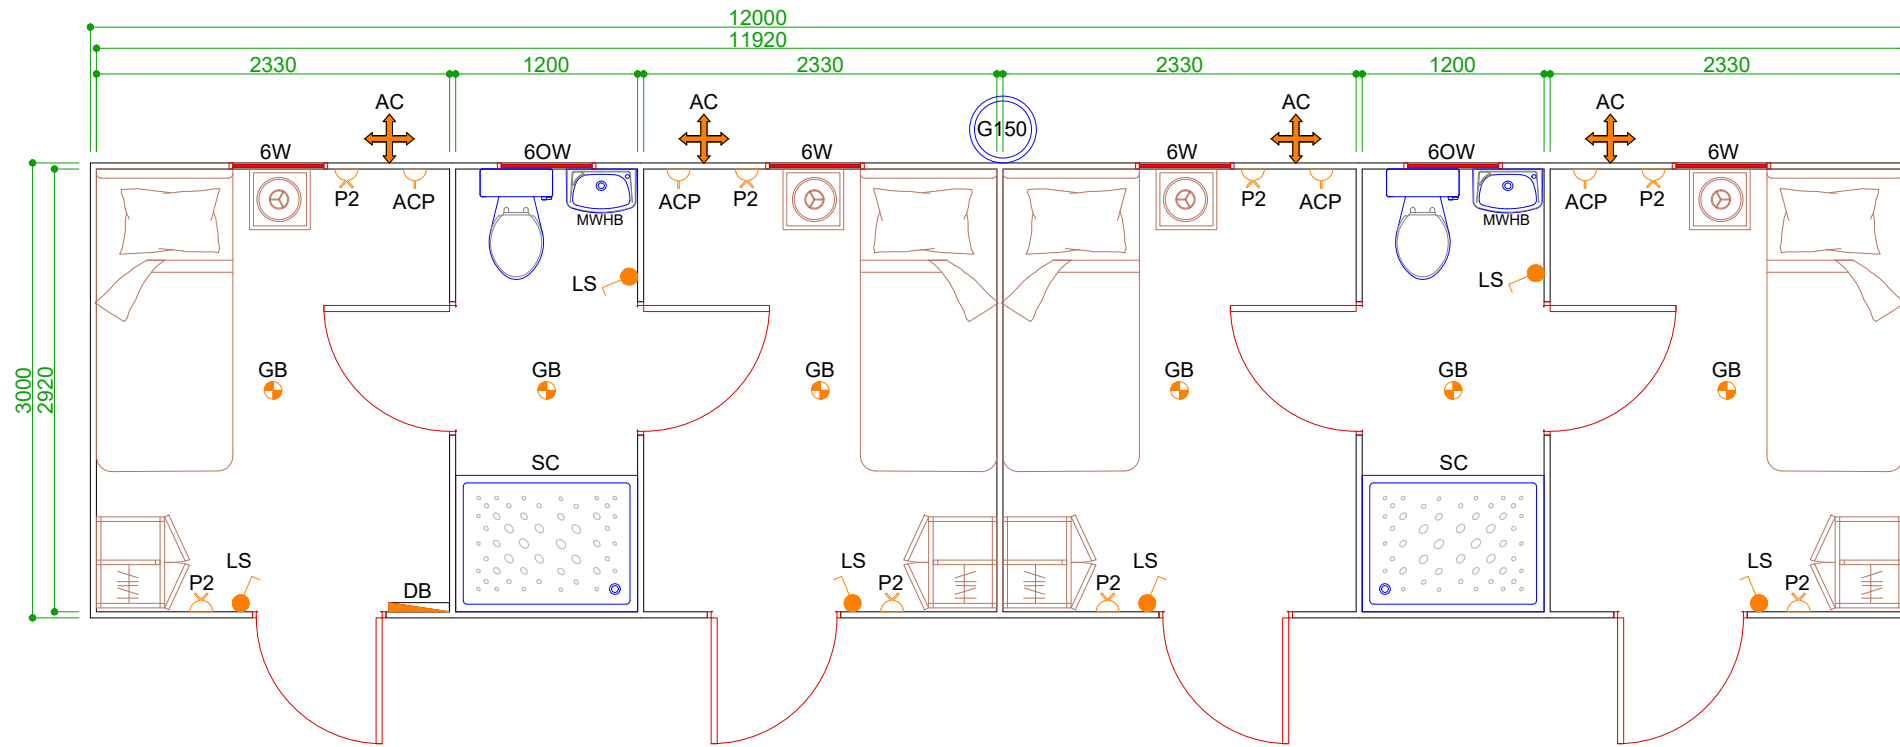 12000
11920
2330 1200 2330 2330 1200 2330
AC AC G150 AC AC
6W 6OW 6W 6W 6OW 6W
P2 ACP MWHB ACP P2 P2 ACP MWHB ACP P2
LS LS
GB GB GB GB GB GB
3000 2920
SC SC
LS LS LS LS
P2 DB P2 P2 P2